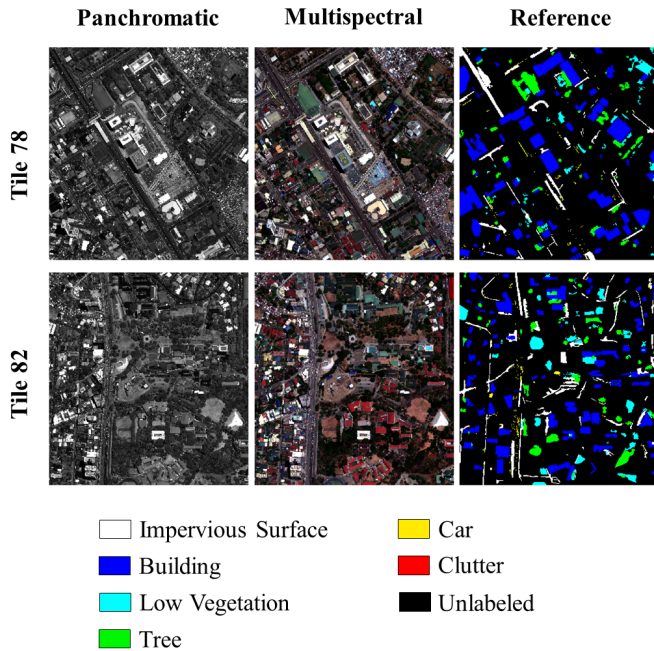 Panchromatic Multispectral Reference
Tile 78
Tile 82
Impervious Surface Car
Building Clutter
Low Vegetation Unlabeled
Tree